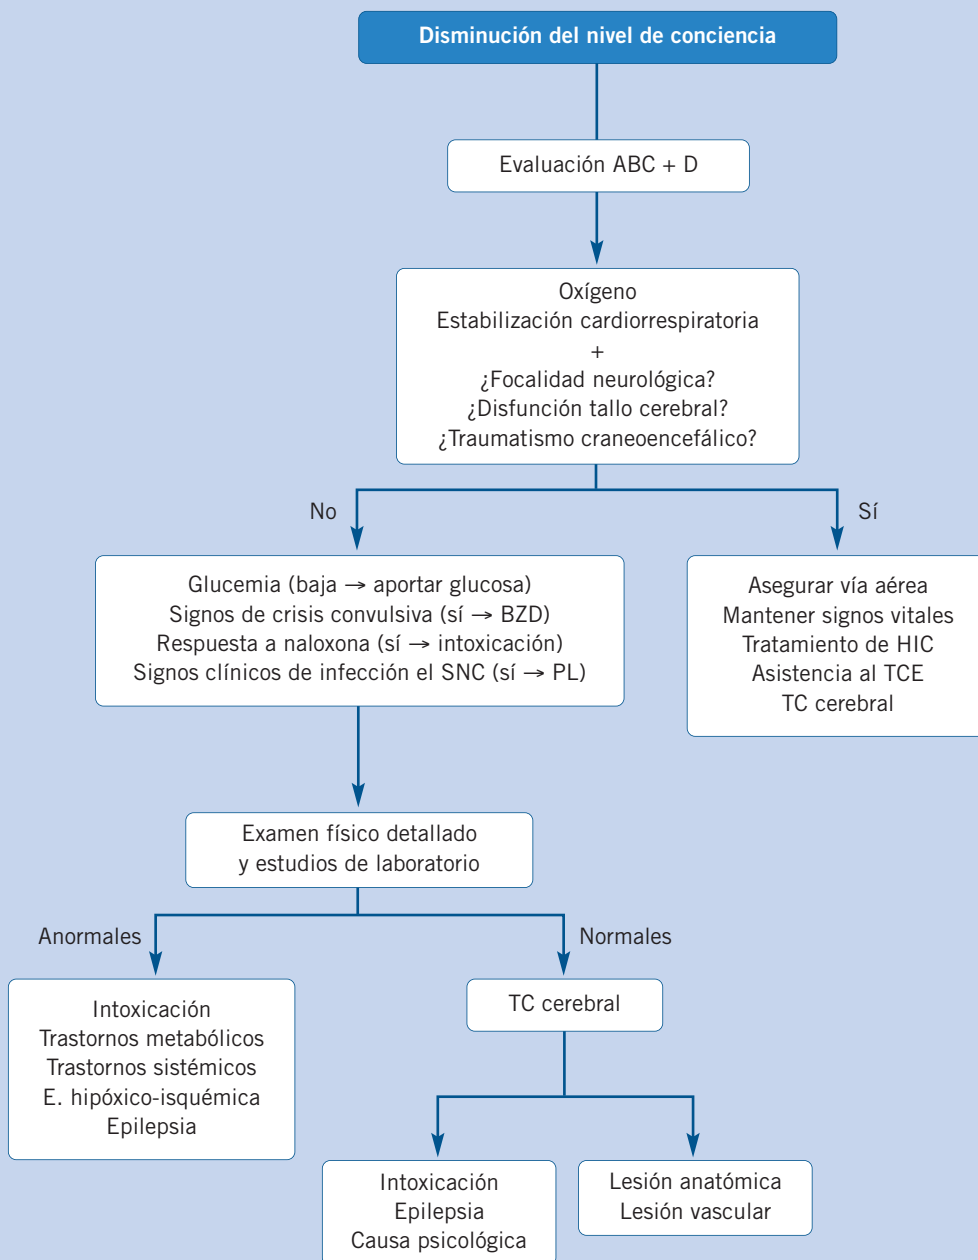 Disminución del nivel de conciencia
Evaluación ABC + D
Oxígeno
Estabilización cardiorrespiratoria
+
¿Focalidad neurológica?
¿Disfunción tallo cerebral?
¿Traumatismo craneoencefálico?
No
Sí
Glucemia (baja → aportar glucosa)
Signos de crisis convulsiva (sí → BZD)
Respuesta a naloxona (sí → intoxicación)
Signos clínicos de infección el SNC (sí → PL)
Asegurar vía aérea
Mantener signos vitales
Tratamiento de HIC
Asistencia al TCE
TC cerebral
Examen físico detallado
y estudios de laboratorio
Anormales
Normales
Intoxicación
Trastornos metabólicos
Trastornos sistémicos
E. hipóxico-isquémica
Epilepsia
TC cerebral
Intoxicación
Epilepsia
Causa psicológica
Lesión anatómica
Lesión vascular